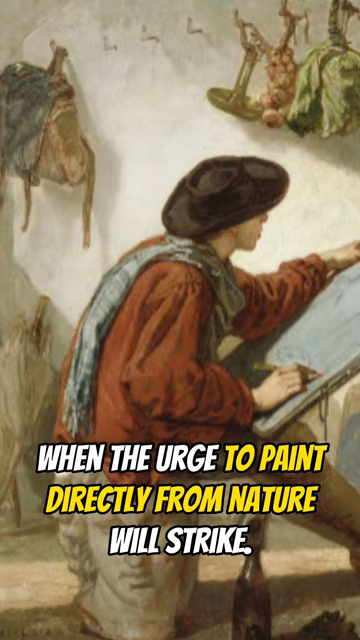 WHEN THE URGE TO PAINT
DIRECTLY FROM NATURE
WILL STRIKE.